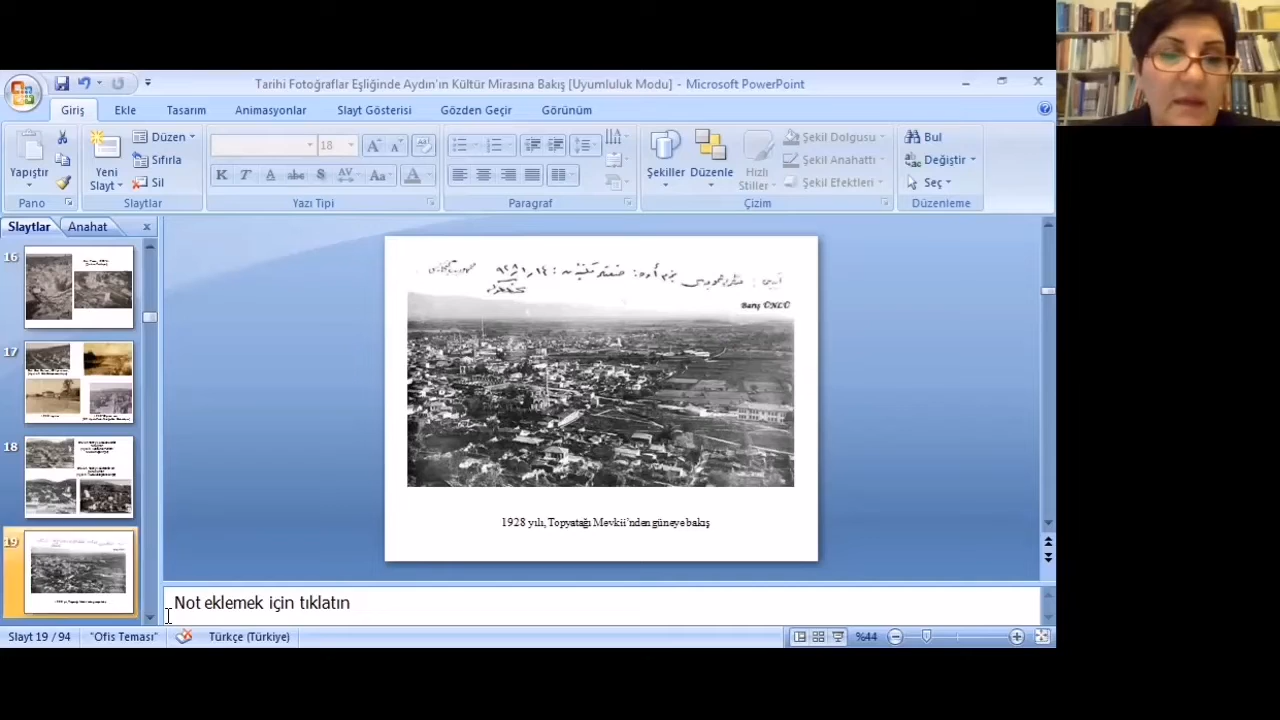 Tarihi Fotoğraflar Eşliğinde Aydın'ın Kültür Mirasına Bakış [Uyumluluk Modu] - Microsoft PowerPoint
Giriş Ekle Tasarım Animasyonlar Slayt Gösterisi Gözden Geçir Görünüm
Yapıştır
Pano
Yeni Slayt
Düzen
Sıfırla
Sil
Slaytlar
18
Yazı Tipi
Paragraf
Şekiller
Düzenle
Hızlı Stiller
Şekil Dolgusu
Şekil Anahattı
Şekil Efektleri
Çizim
Bul
Değiştir
Seç
Düzenleme
Slaytlar Anahat
16
17
18
19
Barış ÜNLÜ
1928 yılı, Topyatağı Mevkii'nden güneye bakış
Not eklemek için tıklatın
Slayt 19 / 94 "Ofis Teması" Türkçe (Türkiye) %44